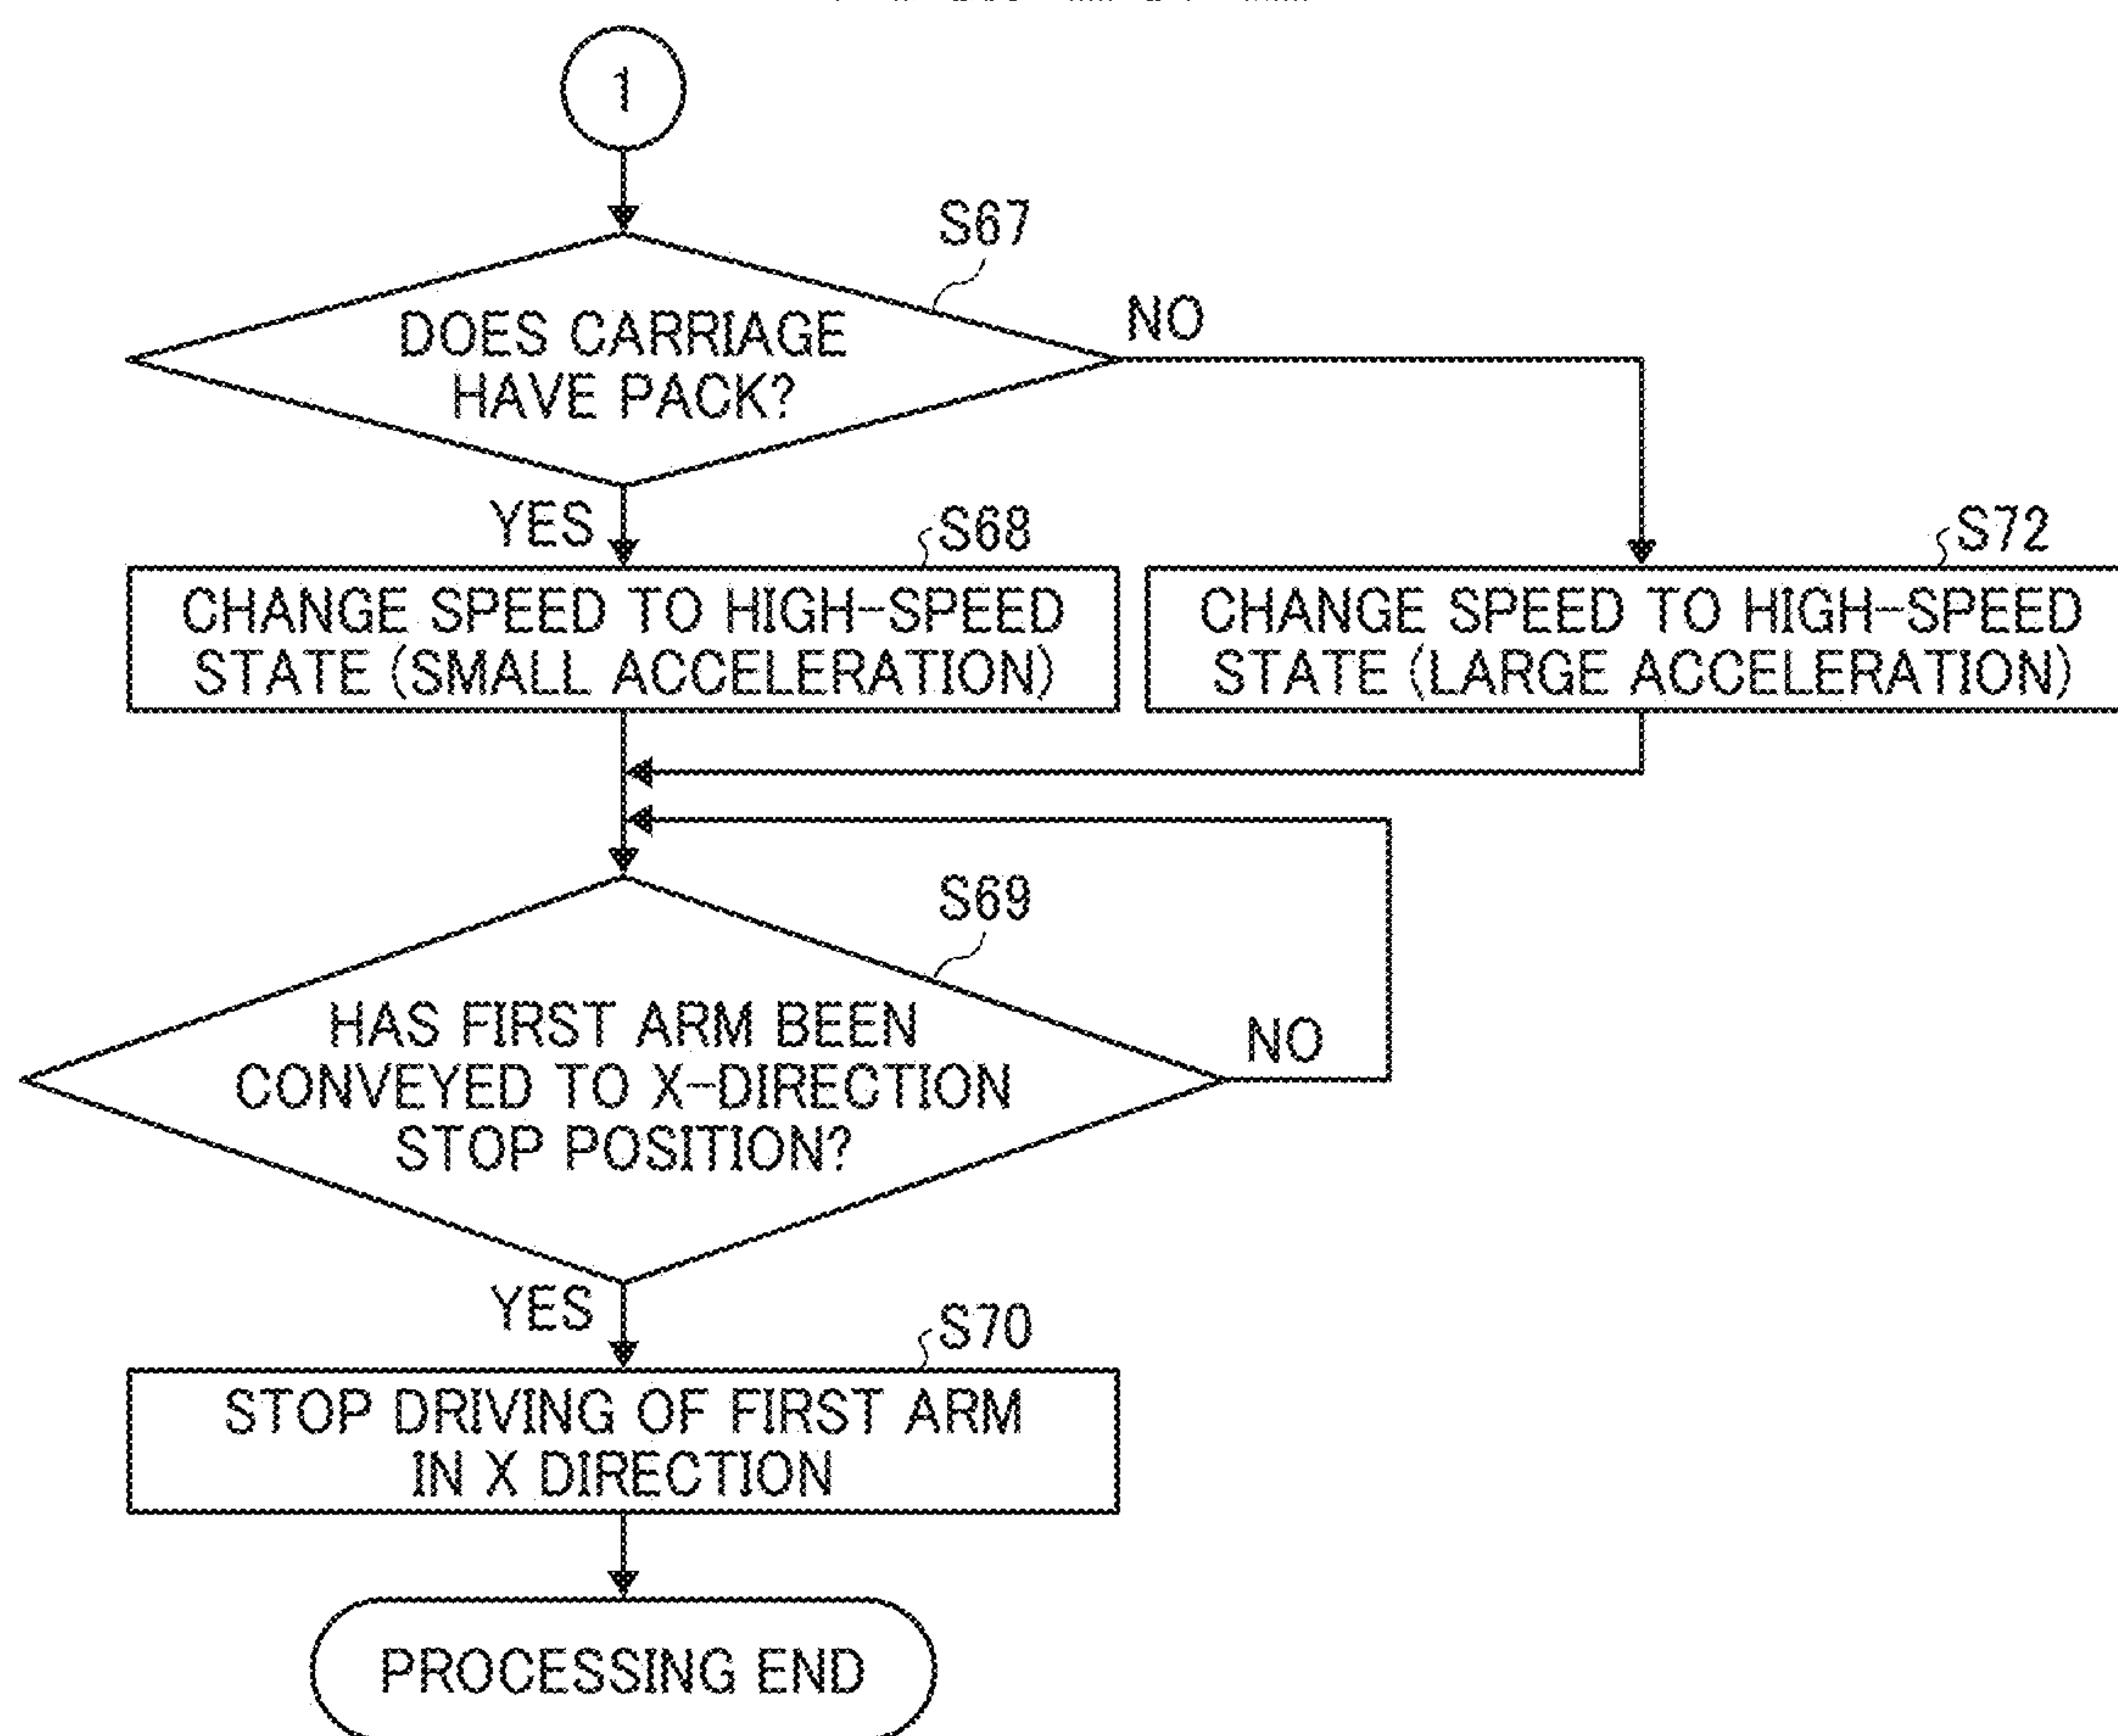 1
S67
DOES CARRIAGE
HAVE PACK?
NO
YES
S68
CHANGE SPEED TO HIGH-SPEED
STATE (SMALL ACCELERATION)
S72
CHANGE SPEED TO HIGH-SPEED
STATE (LARGE ACCELERATION)
S69
HAS FIRST ARM BEEN
CONVEYED TO X-DIRECTION
STOP POSITION?
NO
YES
S70
STOP DRIVING OF FIRST ARM
IN X DIRECTION
PROCESSING END